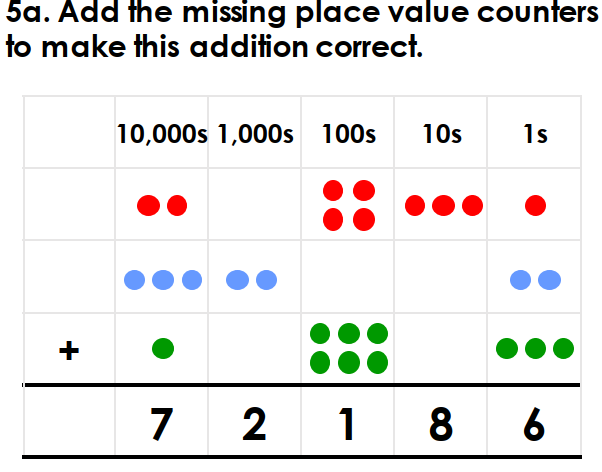 5a. Add the missing place value counters
to make this addition correct.
10,000s 1,000s 100s 10s 1s
+
7 2 1 8 6